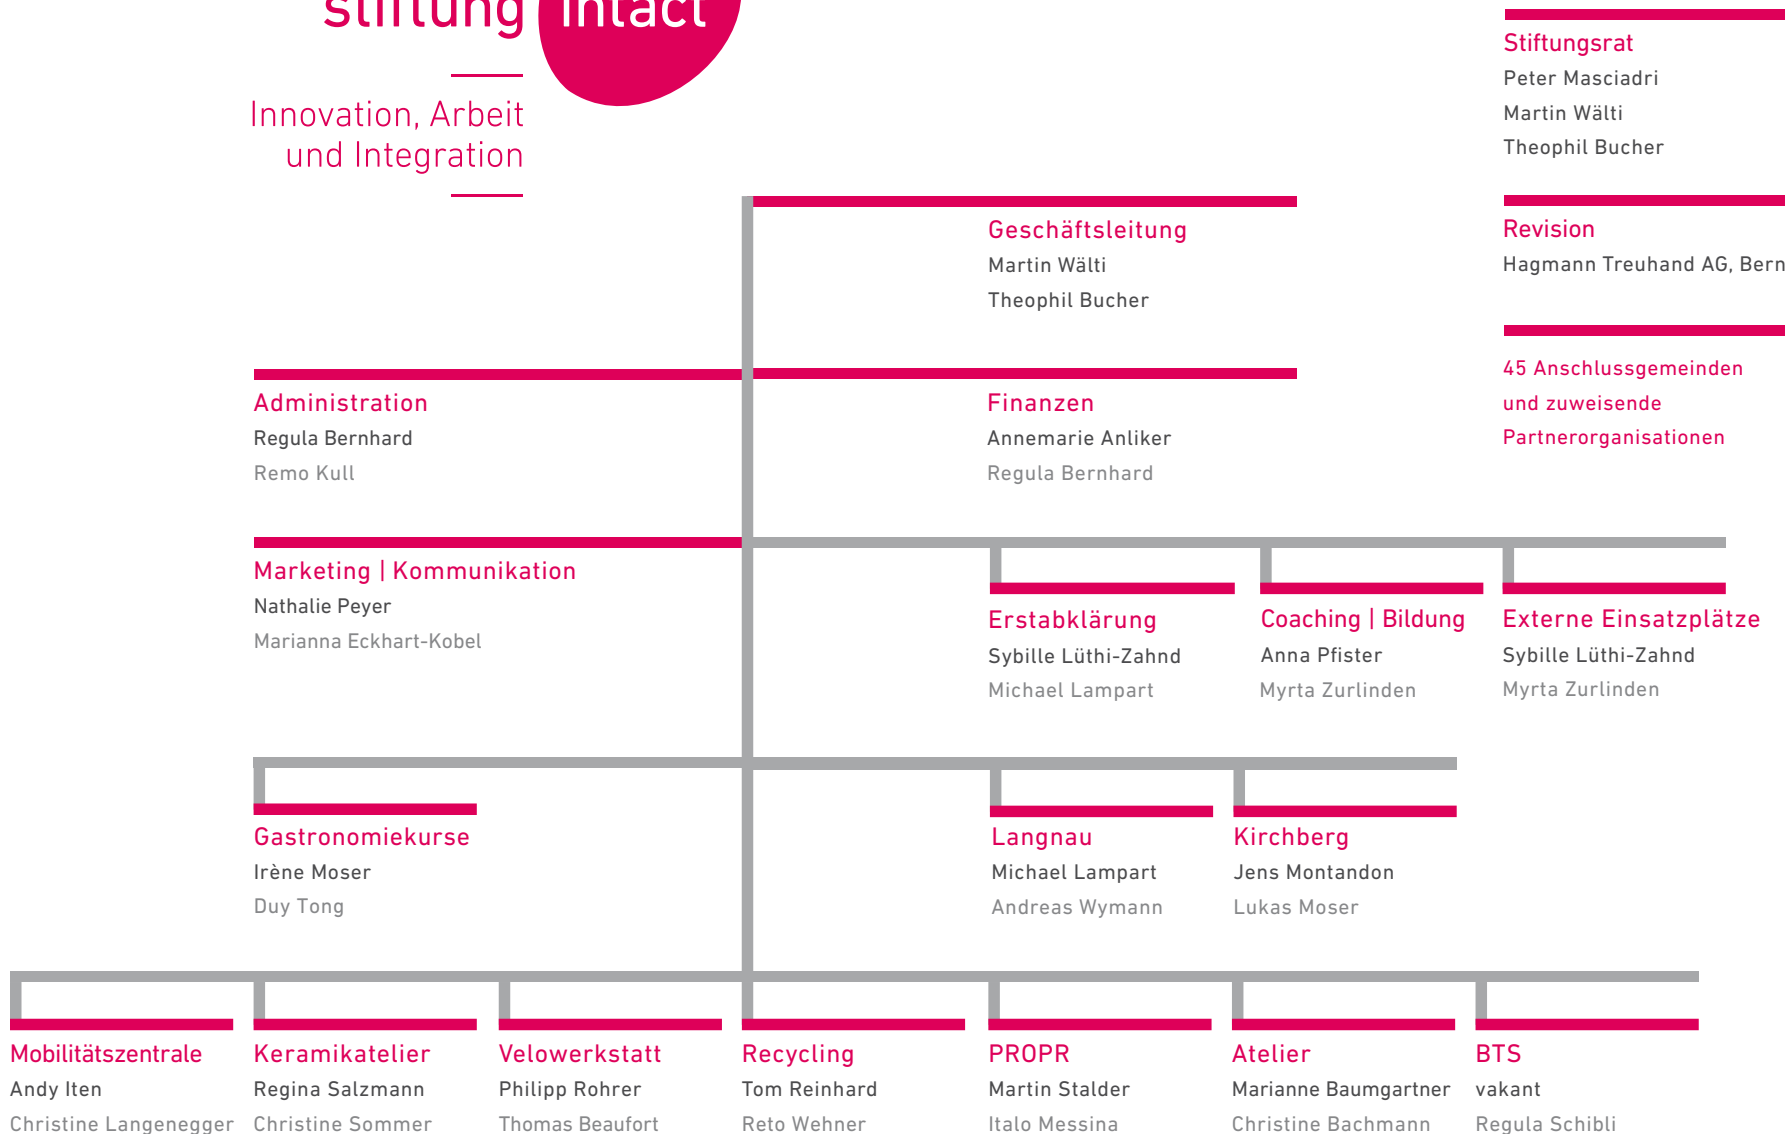 stiftung intact
Innovation, Arbeit
und Integration
Stiftungsrat
Peter Masciadri
Martin Wälti
Theophil Bucher
Geschäftsleitung
Martin Wälti
Theophil Bucher
Revision
Hagmann Treuhand AG, Bern
Administration
Regula Bernhard
Remo Kull
Finanzen
Annemarie Anliker
Regula Bernhard
45 Anschlussgemeinden
und zuweisende
Partnerorganisationen
Marketing | Kommunikation
Nathalie Peyer
Marianna Eckhart-Kobel
Erstabklärung
Sybille Lüthi-Zahnd
Michael Lampart
Coaching | Bildung
Anna Pfister
Myrta Zurlinden
Externe Einsatzplätze
Sybille Lüthi-Zahnd
Myrta Zurlinden
Gastronomiekurse
Irène Moser
Duy Tong
Langnau
Michael Lampart
Andreas Wymann
Kirchberg
Jens Montandon
Lukas Moser
Mobilitätszentrale
Andy Iten
Christine Langenegger
Keramikatelier
Regina Salzmann
Christine Sommer
Velowerkstatt
Philipp Rohrer
Thomas Beaufort
Recycling
Tom Reinhard
Reto Wehner
PROPR
Martin Stalder
Italo Messina
Atelier
Marianne Baumgartner
Christine Bachmann
BTS
vakant
Regula Schibli